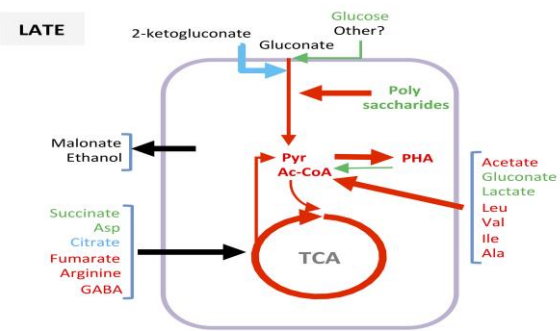 LATE
Glucose
Other?
2-ketogluconate
Gluconate
Poly
saccharides
Malonate
Ethanol
Pyr
Ac-CoA
PHA
Acetate
Gluconate
Lactate
Leu
Val
Ile
Ala
Succinate
Asp
Citrate
Fumarate
Arginine
GABA
TCA